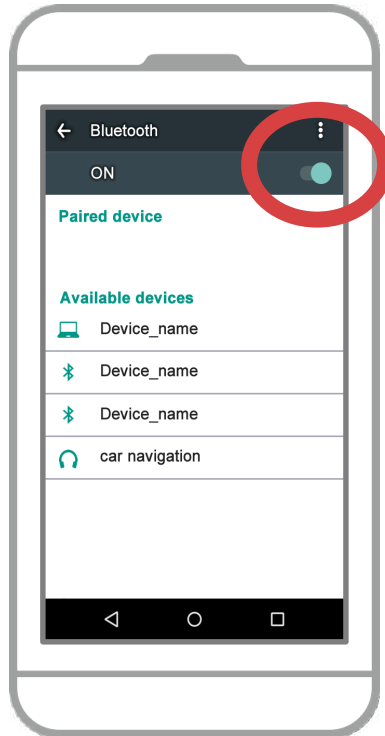 Bluetooth
ON
Paired device
Available devices
Device_name
Device_name
Device_name
car navigation